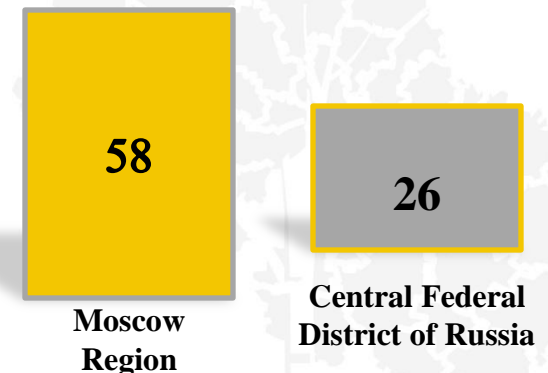 58
26
Moscow
Region
Central Federal
District of Russia